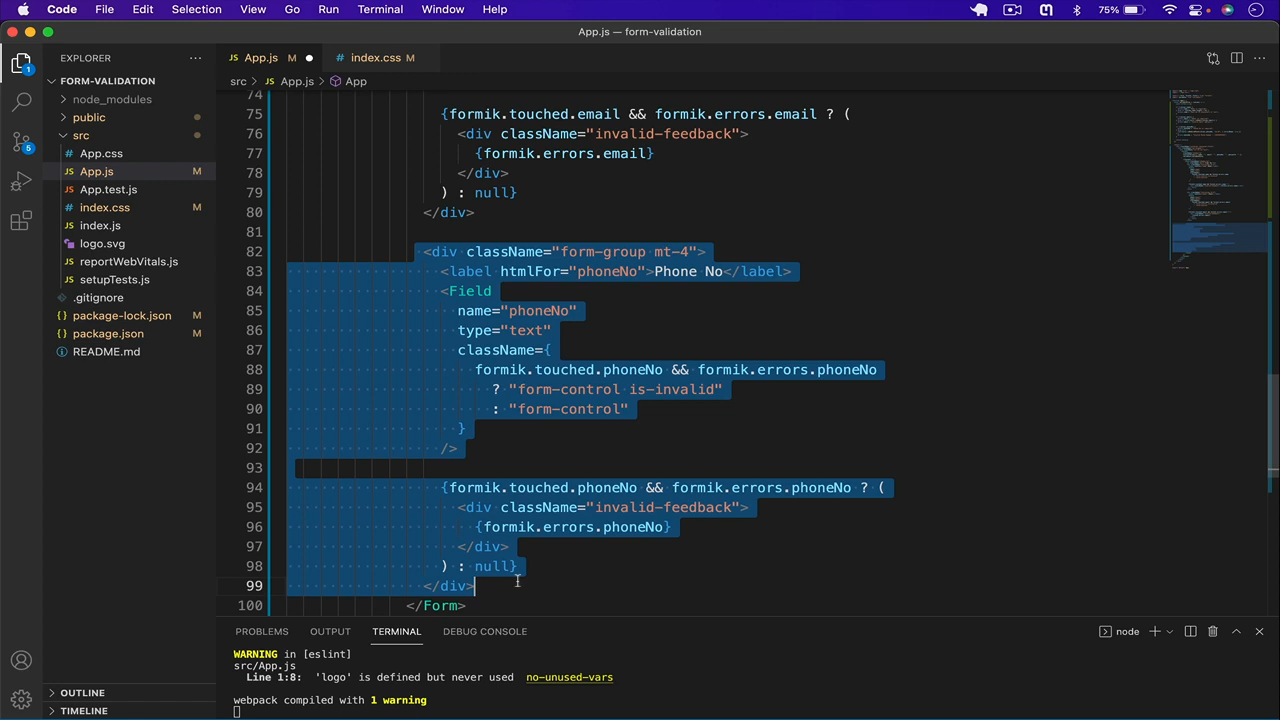 Code File Edit Selection View Go Run Terminal Window Help 75%
App.js — form-validation
EXPLORER
JS App.js M # index.css M
src > JS App.js > App
FORM-VALIDATION
node_modules
public
src
# App.css
JS App.js M
JS App.test.js
# index.css M
JS index.js
logo.svg
JS reportWebVitals.js
JS setupTests.js
.gitignore
{} package-lock.json M
{} package.json M
README.md
OUTLINE
TIMELINE
1
5
74
75 {formik.touched.email && formik.errors.email ? (
76 <div className="invalid-feedback">
77 {formik.errors.email}
78 </div>
79 ) : null}
80 </div>
81
82 <div className="form-group mt-4">
83 <label htmlFor="phoneNo">Phone No</label>
84 <Field
85 name="phoneNo"
86 type="text"
87 className={
88 formik.touched.phoneNo && formik.errors.phoneNo
89 ? "form-control is-invalid"
90 : "form-control"
91 }
92 />
93
94 {formik.touched.phoneNo && formik.errors.phoneNo ? (
95 <div className="invalid-feedback">
96 {formik.errors.phoneNo}
97 </div>
98 ) : null}
99 </div>
100 </Form>
PROBLEMS OUTPUT TERMINAL DEBUG CONSOLE node
WARNING in [eslint]
src/App.js
Line 1:8: 'logo' is defined but never used no-unused-vars
webpack compiled with 1 warning